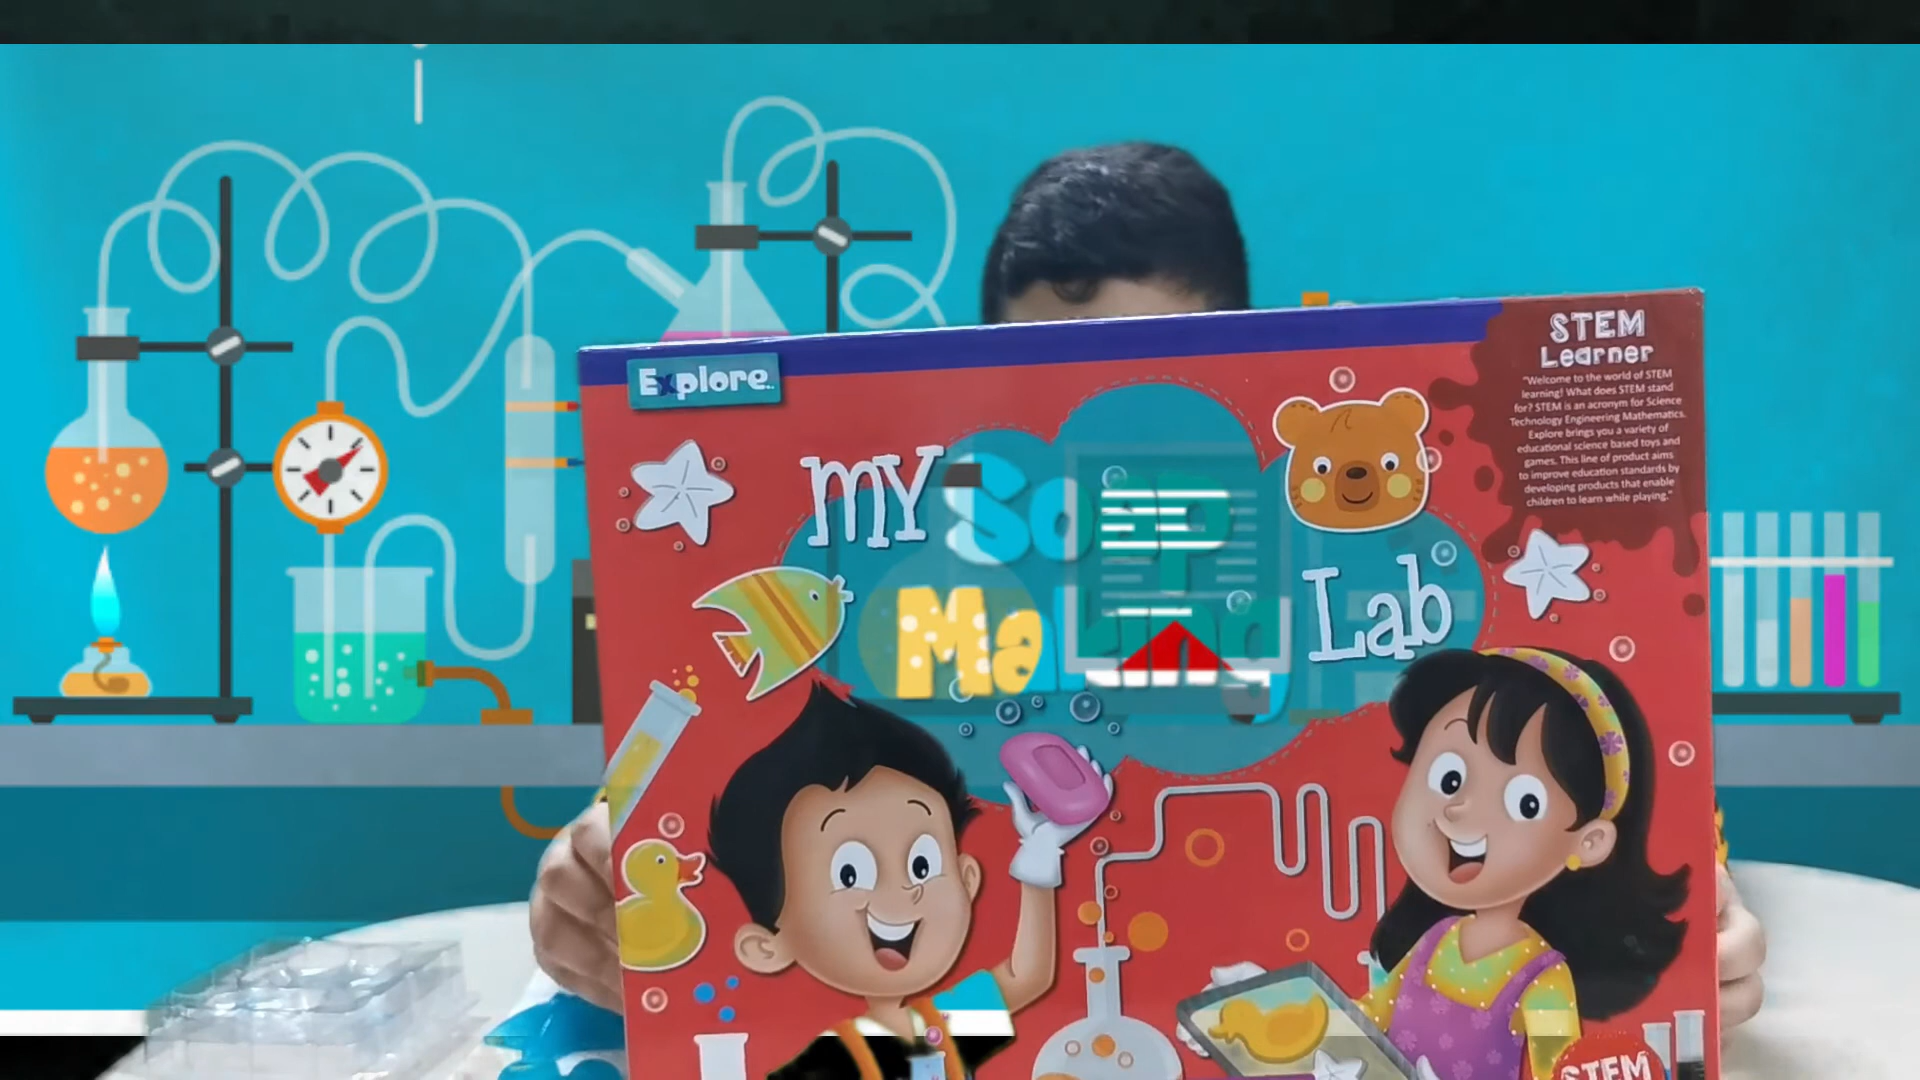 Explore
my Soap
Making
Lab
STEM
Learner
"Welcome to the world of STEM
learning! What does STEM stand
for? STEM is an acronym for Science
Technology Engineering Mathematics.
Explore brings you a variety of
educational science based toys and
games. This line of product aims
to improve education standards by
developing products that enable
children to learn while playing."
STEM